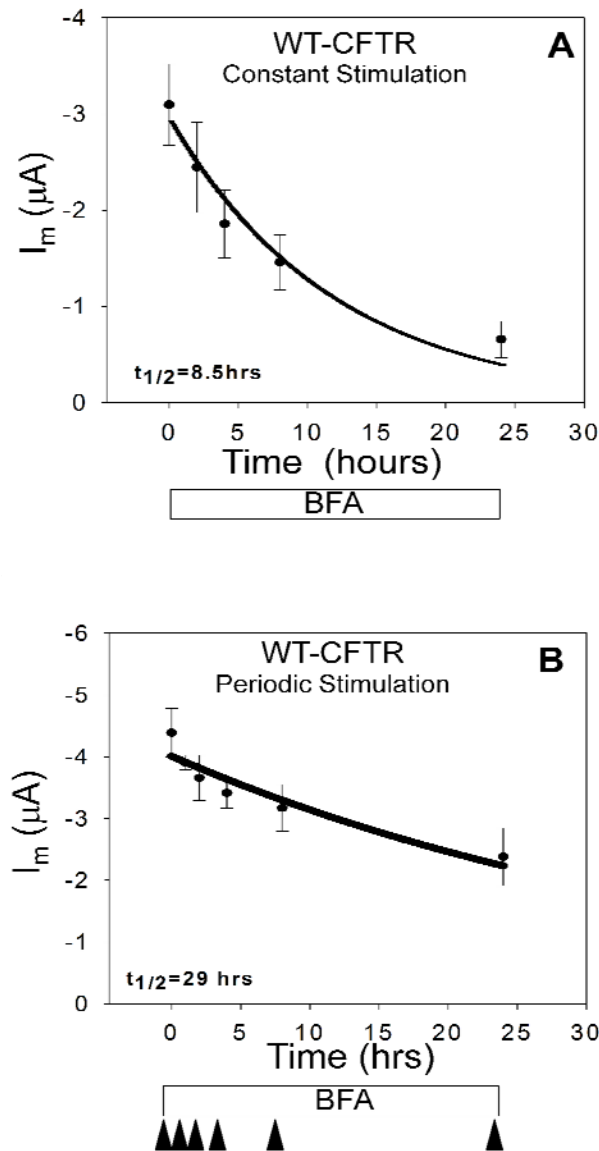 -4
WT-CFTR
A
Constant Stimulation
-3
Im (μA)
-2
-1
t1/2=8.5hrs
0
0 5 10 15 20 25 30
Time (hours)
BFA
-6
WT-CFTR
B
Periodic Stimulation
-5
-4
Im (μA)
-3
-2
-1
t1/2=29 hrs
0
0 5 10 15 20 25 30
Time (hrs)
BFA